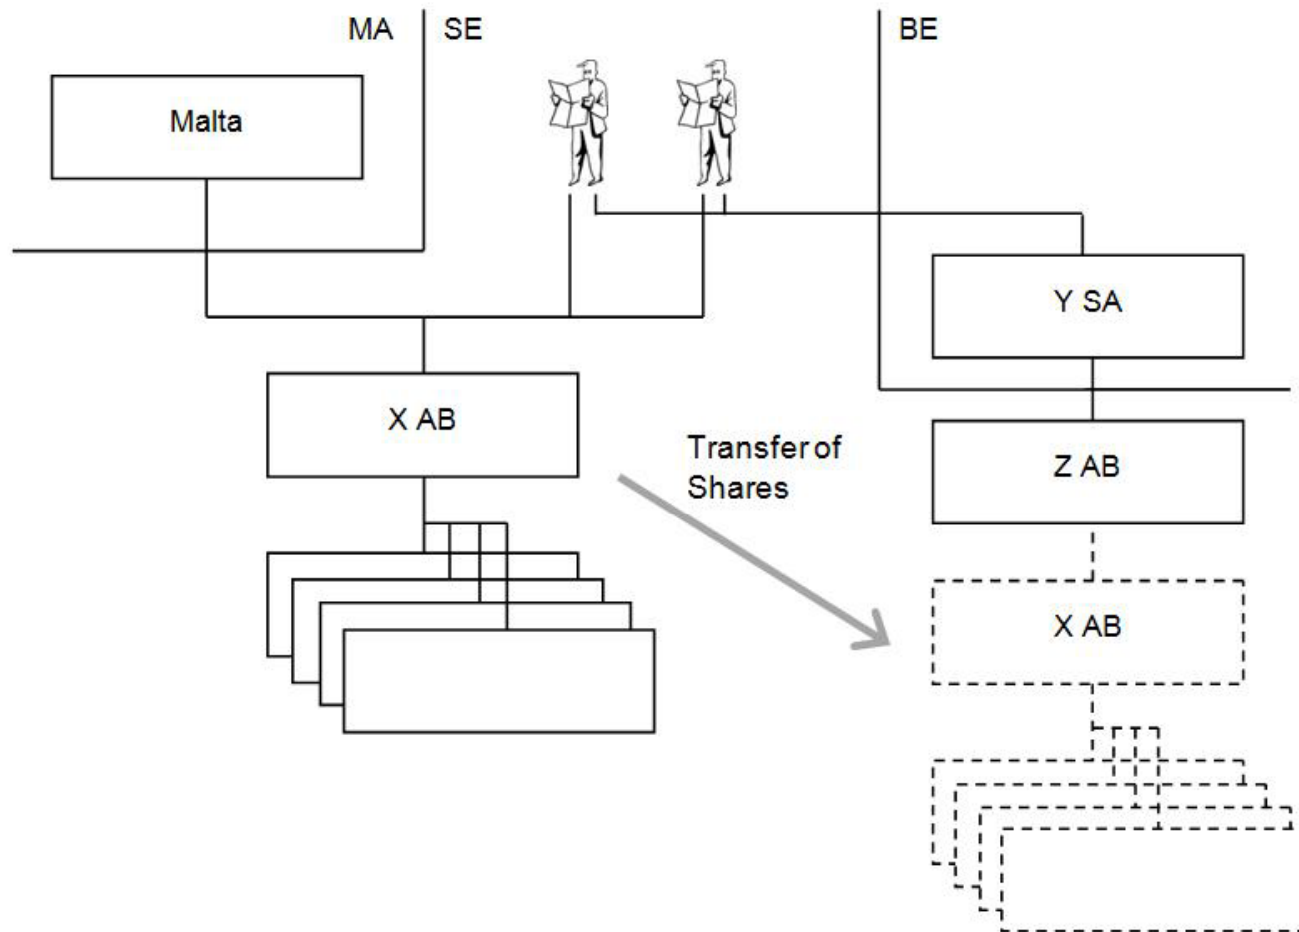 MA
SE
BE
Malta
Y SA
X AB
Transfer of
Shares
Z AB
X AB